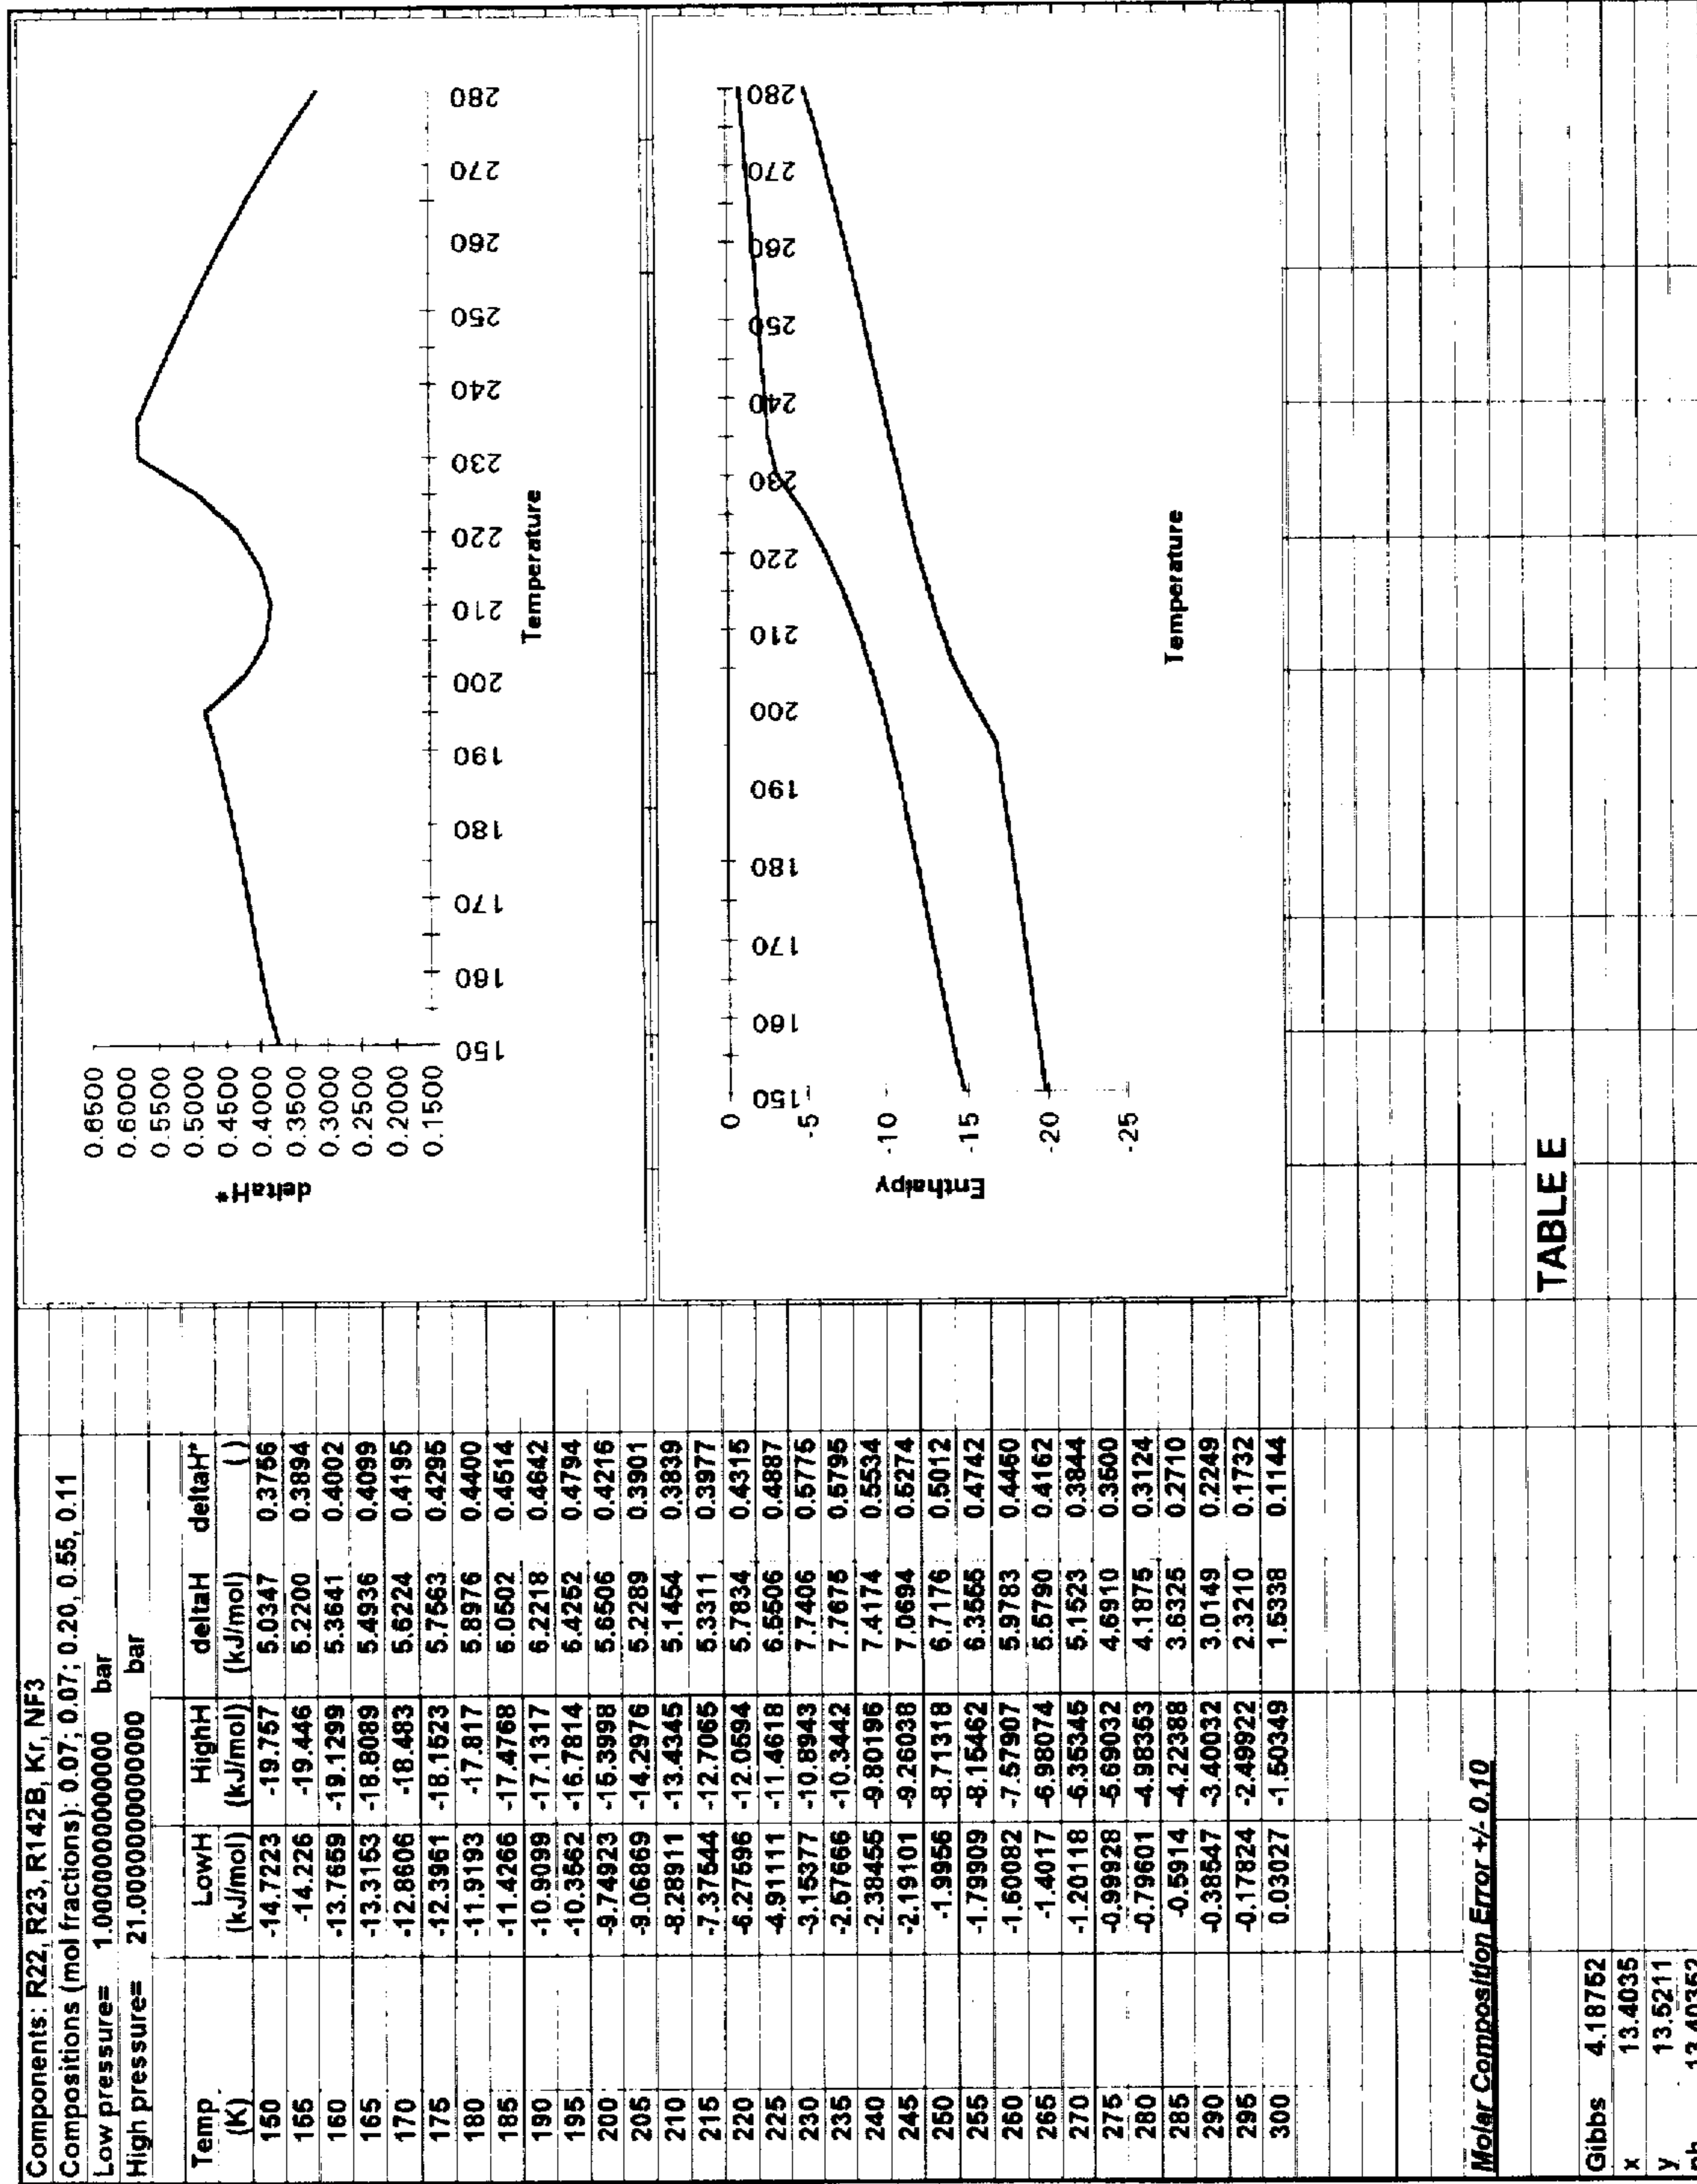 Components: R22, R23, R142B, Kr, NF3
Compositions (mol fractions): 0.07; 0.07; 0.20, 0.55, 0.11
Low pressure= 1.00000000000000 bar
High pressure= 21.00000000000000 bar
Temp LowH HighH deltaH deltaH*
(K) (kJ/mol) (kJ/mol) (kJ/mol) ( )
150 -14.7223 -19.757 5.0347 0.3756
155 -14.226 -19.446 5.2200 0.3894
160 -13.7659 -19.1299 5.3641 0.4002
165 -13.3153 -18.8089 5.4936 0.4099
170 -12.8606 -18.483 5.6224 0.4195
175 -12.3961 -18.1523 5.7563 0.4295
180 -11.9193 -17.817 5.8976 0.4400
185 -11.4266 -17.4768 6.0502 0.4514
190 -10.9099 -17.1317 6.2218 0.4642
195 -10.3562 -16.7814 6.4252 0.4794
200 -9.74923 -15.3998 5.6506 0.4216
205 -9.06869 -14.2976 5.2289 0.3901
210 -8.28911 -13.4345 5.1454 0.3839
215 -7.37544 -12.7065 5.3311 0.3977
220 -6.27596 -12.0594 5.7834 0.4315
225 -4.91111 -11.4618 6.5506 0.4887
230 -3.15377 -10.8943 7.7406 0.5775
235 -2.57666 -10.3442 7.7675 0.5795
240 -2.38455 -9.80196 7.4174 0.5534
245 -2.19101 -9.26038 7.0694 0.5274
250 -1.9956 -8.71318 6.7176 0.5012
255 -1.79909 -8.15462 6.3555 0.4742
260 -1.60082 -7.57907 5.9783 0.4460
265 -1.4017 -6.98074 5.5790 0.4162
270 -1.20118 -6.35345 5.1523 0.3844
275 -0.99928 -5.69032 4.6910 0.3500
280 -0.79601 -4.98353 4.1875 0.3124
285 -0.5914 -4.22388 3.6325 0.2710
290 -0.38547 -3.40032 3.0149 0.2249
295 -0.17824 -2.49922 2.3210 0.1732
300 0.03027 -1.50349 1.5338 0.1144
Molar Composition Error +/- 0.10
Gibbs 4.18752
x 13.4035
y 13.5211
13.40352
deltaH*
0.6500
0.6000
0.5500
0.5000
0.4500
0.4000
0.3500
0.3000
0.2500
0.2000
0.1500
150 160 170 180 190 200 210 220 230 240 250 260 270 280
Temperature
Enthalpy
0
-5
-10
-15
-20
-25
150 160 170 180 190 200 210 220 230 240 250 260 270 280
Temperature
TABLE E